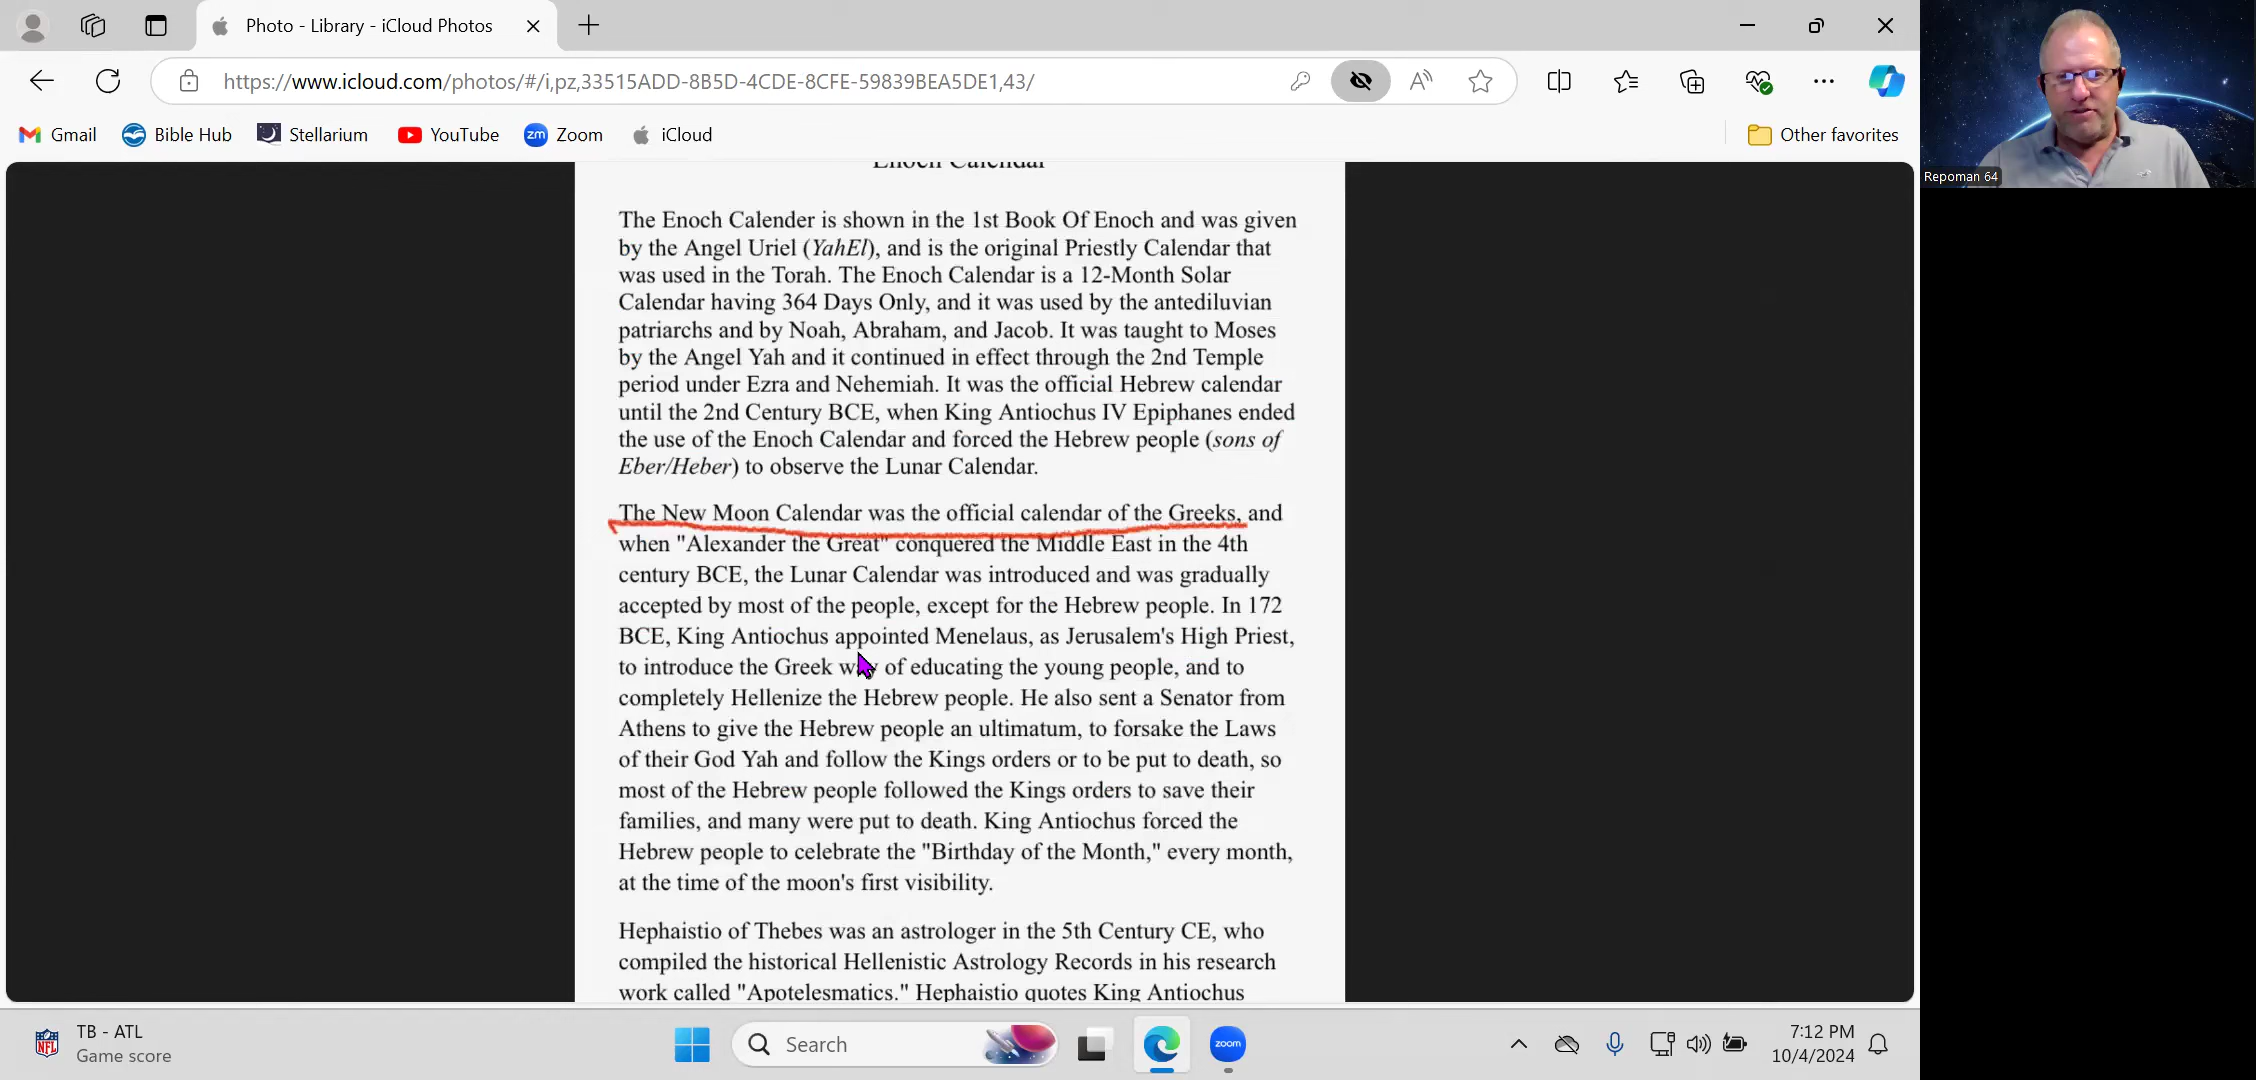 Photo - Library - iCloud Photos
https://www.icloud.com/photos/#/i,pz,33515ADD-8B5D-4CDE-8CFE-59839BEA5DE1,43/
Gmail Bible Hub Stellarium YouTube zm Zoom iCloud Other favorites
Repoman 64
Enoch Calendar
The Enoch Calender is shown in the 1st Book Of Enoch and was given
by the Angel Uriel (YahEl), and is the original Priestly Calendar that
was used in the Torah. The Enoch Calendar is a 12-Month Solar
Calendar having 364 Days Only, and it was used by the antediluvian
patriarchs and by Noah, Abraham, and Jacob. It was taught to Moses
by the Angel Yah and it continued in effect through the 2nd Temple
period under Ezra and Nehemiah. It was the official Hebrew calendar
until the 2nd Century BCE, when King Antiochus IV Epiphanes ended
the use of the Enoch Calendar and forced the Hebrew people (sons of
Eber/Heber) to observe the Lunar Calendar.
The New Moon Calendar was the official calendar of the Greeks, and
when "Alexander the Great" conquered the Middle East in the 4th
century BCE, the Lunar Calendar was introduced and was gradually
accepted by most of the people, except for the Hebrew people. In 172
BCE, King Antiochus appointed Menelaus, as Jerusalem's High Priest,
to introduce the Greek way of educating the young people, and to
completely Hellenize the Hebrew people. He also sent a Senator from
Athens to give the Hebrew people an ultimatum, to forsake the Laws
of their God Yah and follow the Kings orders or to be put to death, so
most of the Hebrew people followed the Kings orders to save their
families, and many were put to death. King Antiochus forced the
Hebrew people to celebrate the "Birthday of the Month," every month,
at the time of the moon's first visibility.
Hephaistio of Thebes was an astrologer in the 5th Century CE, who
compiled the historical Hellenistic Astrology Records in his research
work called "Apotelesmatics." Hephaistio quotes King Antiochus
NFL TB - ATL
Game score
Search
zoom
7:12 PM
10/4/2024